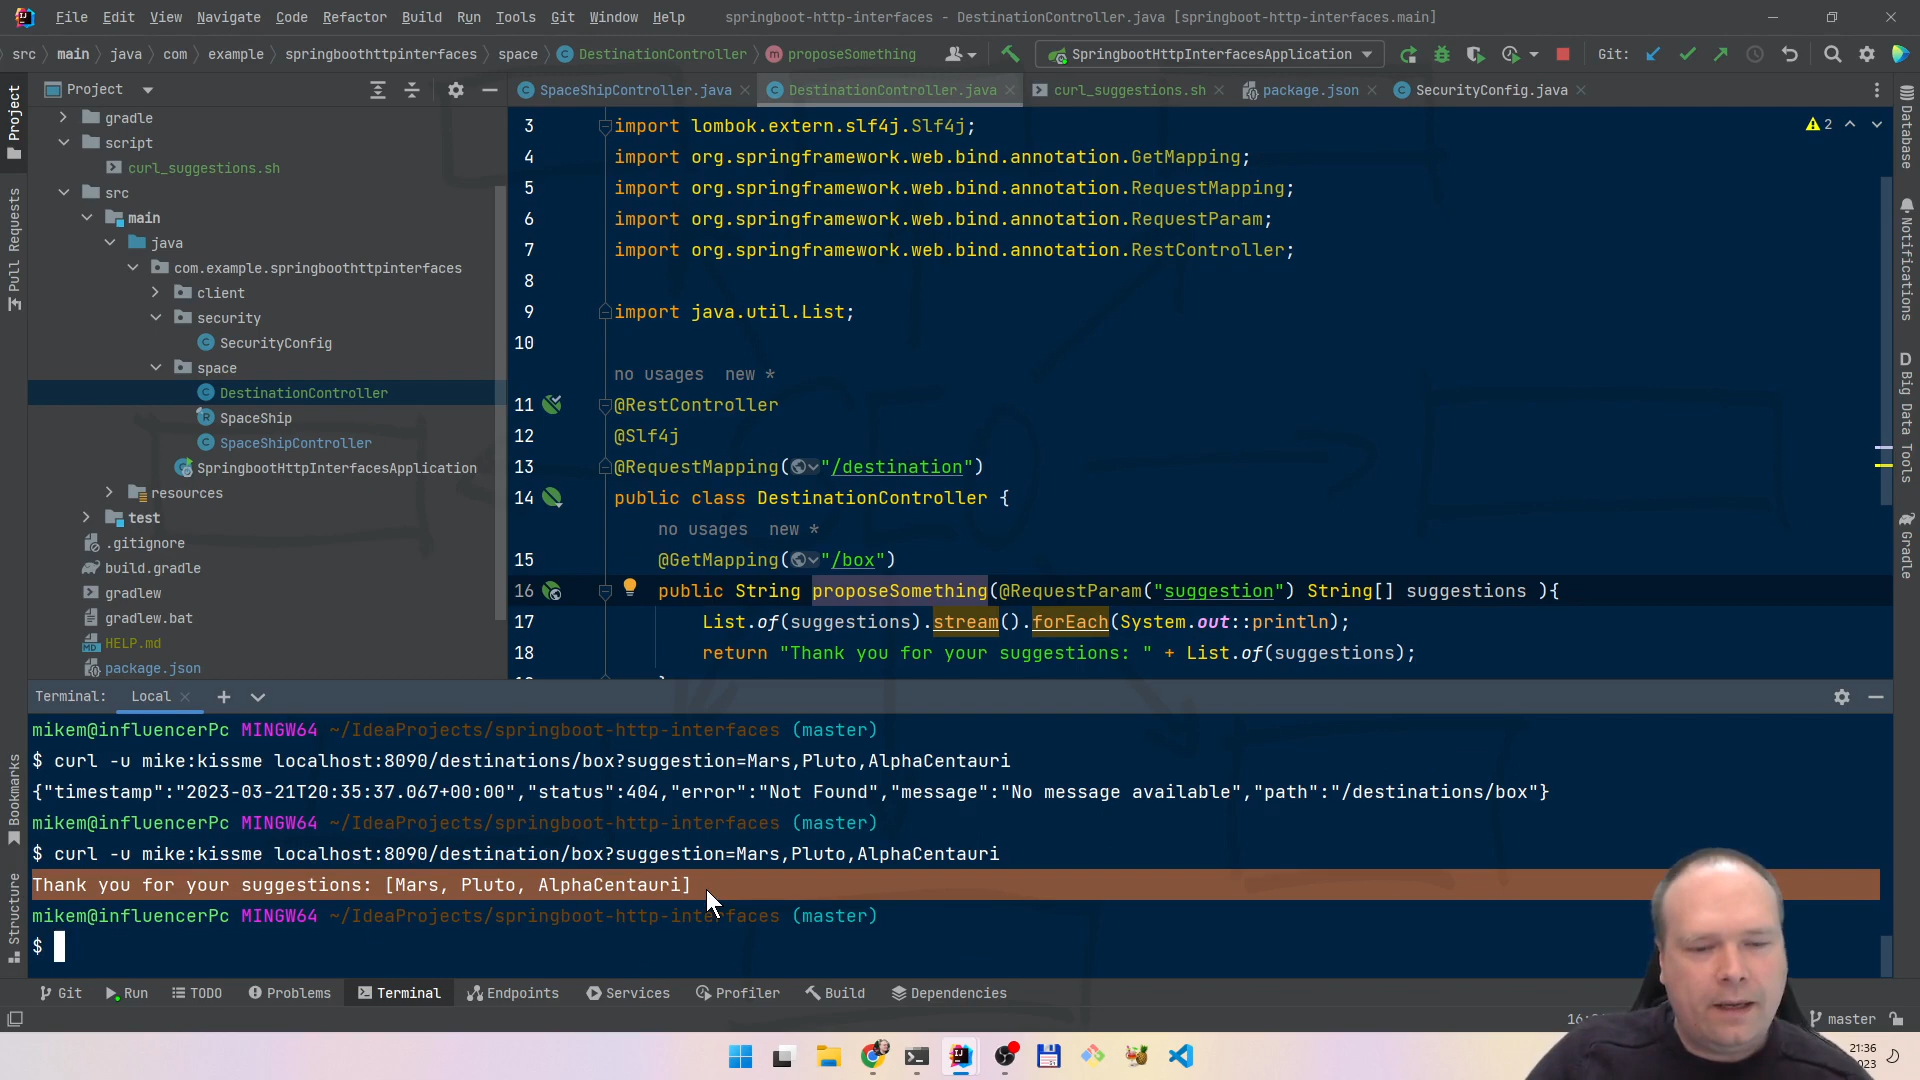 File Edit View Navigate Code Refactor Build Run Tools Git Window Help springboot-http-interfaces - DestinationController.java [springboot-http-interfaces.main]
src main java com example springboothttpinterfaces space DestinationController proposeSomething SpringbootHttpInterfacesApplication Git:
Project
SpaceShipController.java DestinationController.java curl_suggestions.sh package.json SecurityConfig.java
Project
Pull Requests
Bookmarks
Structure
gradle
script
curl_suggestions.sh
src
main
java
com.example.springboothttpinterfaces
client
security
SecurityConfig
space
DestinationController
SpaceShip
SpaceShipController
SpringbootHttpInterfacesApplication
resources
test
.gitignore
build.gradle
gradlew
gradlew.bat
HELP.md
package.json
2
3 import lombok.extern.slf4j.Slf4j;
4 import org.springframework.web.bind.annotation.GetMapping;
5 import org.springframework.web.bind.annotation.RequestMapping;
6 import org.springframework.web.bind.annotation.RequestParam;
7 import org.springframework.web.bind.annotation.RestController;
8
9 import java.util.List;
10
no usages new *
11 @RestController
12 @Slf4j
13 @RequestMapping("/destination")
14 public class DestinationController {
no usages new *
15 @GetMapping("/box")
16 public String proposeSomething(@RequestParam("suggestion") String[] suggestions ){
17 List.of(suggestions).stream().forEach(System.out::println);
18 return "Thank you for your suggestions: " + List.of(suggestions);
Database
Notifications
Big Data Tools
Gradle
Terminal: Local
mikem@influencerPc MINGW64 ~/IdeaProjects/springboot-http-interfaces (master)
$ curl -u mike:kissme localhost:8090/destinations/box?suggestion=Mars,Pluto,AlphaCentauri
{"timestamp":"2023-03-21T20:35:37.067+00:00","status":404,"error":"Not Found","message":"No message available","path":"/destinations/box"}
mikem@influencerPc MINGW64 ~/IdeaProjects/springboot-http-interfaces (master)
$ curl -u mike:kissme localhost:8090/destination/box?suggestion=Mars,Pluto,AlphaCentauri
Thank you for your suggestions: [Mars, Pluto, AlphaCentauri]
mikem@influencerPc MINGW64 ~/IdeaProjects/springboot-http-interfaces (master)
$
Git Run TODO Problems Terminal Endpoints Services Profiler Build Dependencies
master
21:36